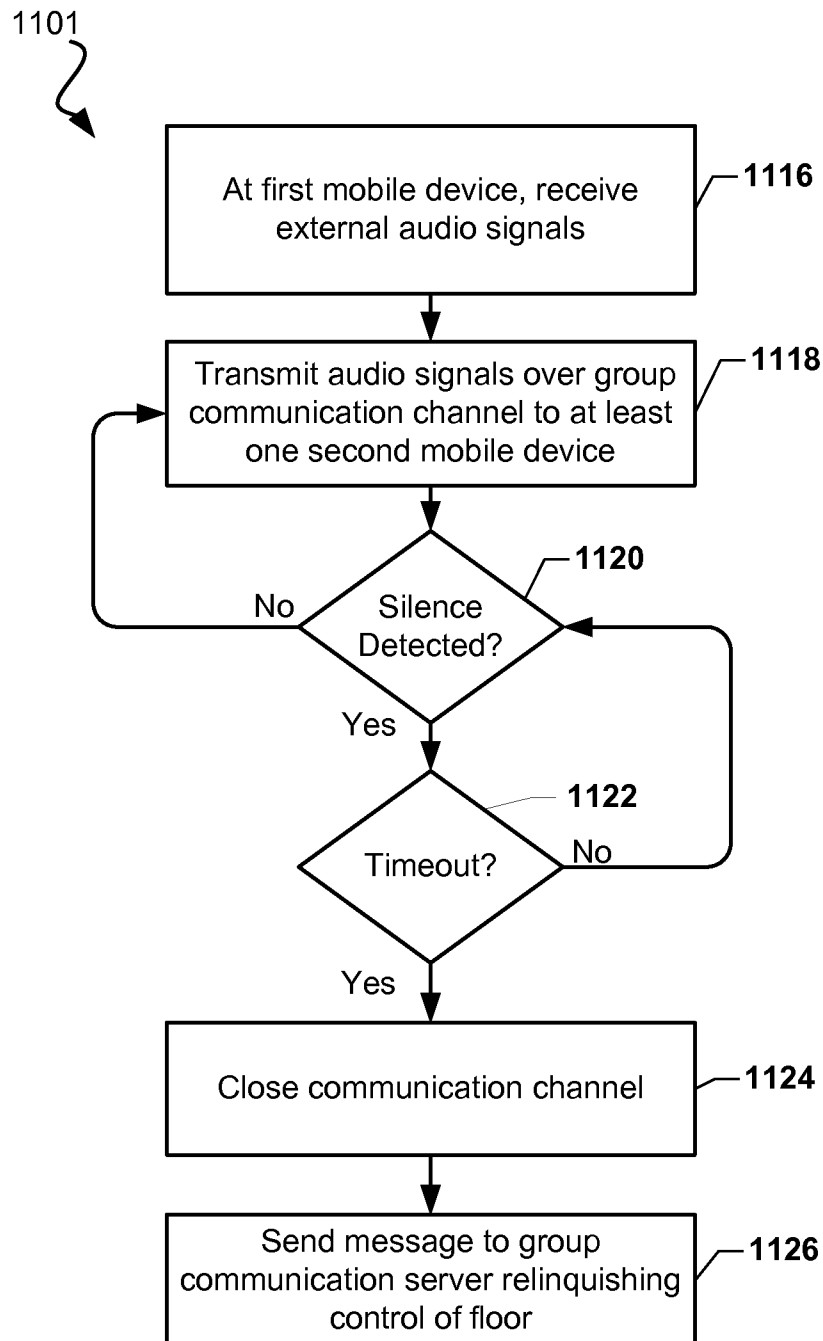 1101
At first mobile device, receive
external audio signals
1116
Transmit audio signals over group
communication channel to at least
one second mobile device
1118
Silence
Detected?
1120
No
Yes
Timeout?
1122
No
Yes
Close communication channel
1124
Send message to group
communication server relinquishing
control of floor
1126